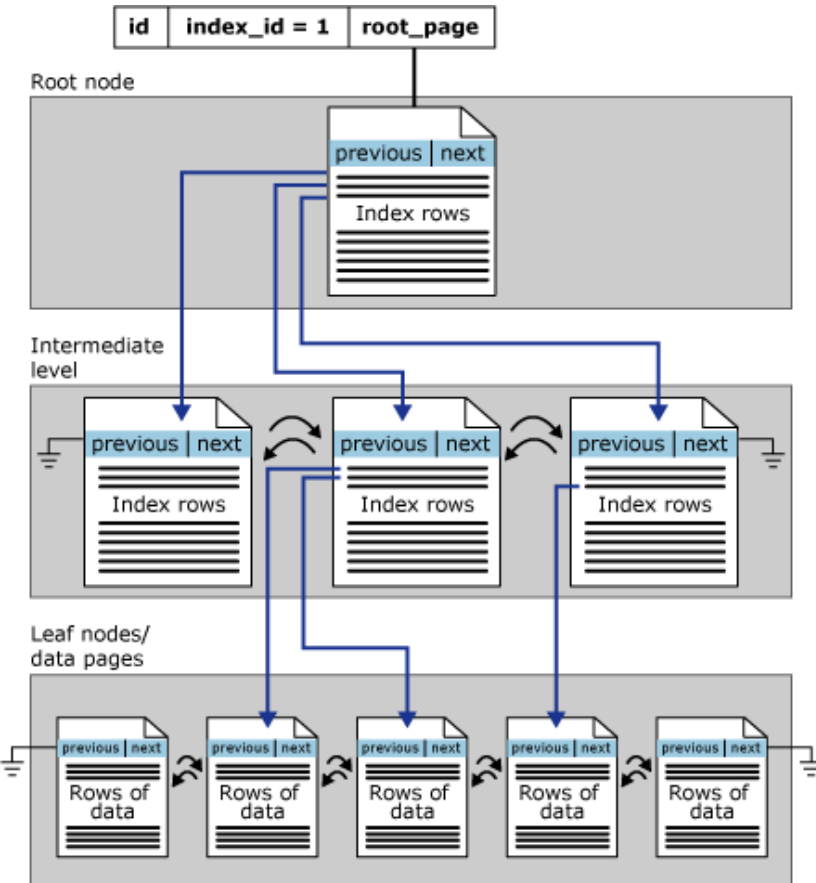 id index_id = 1 root_page
Root node
previous next
Index rows
Intermediate
level
previous next previous next previous next
Index rows Index rows Index rows
Leaf nodes/
data pages
previous next previous next previous next previous next previous next
Rows of Rows of Rows of Rows of Rows of
data data data data data